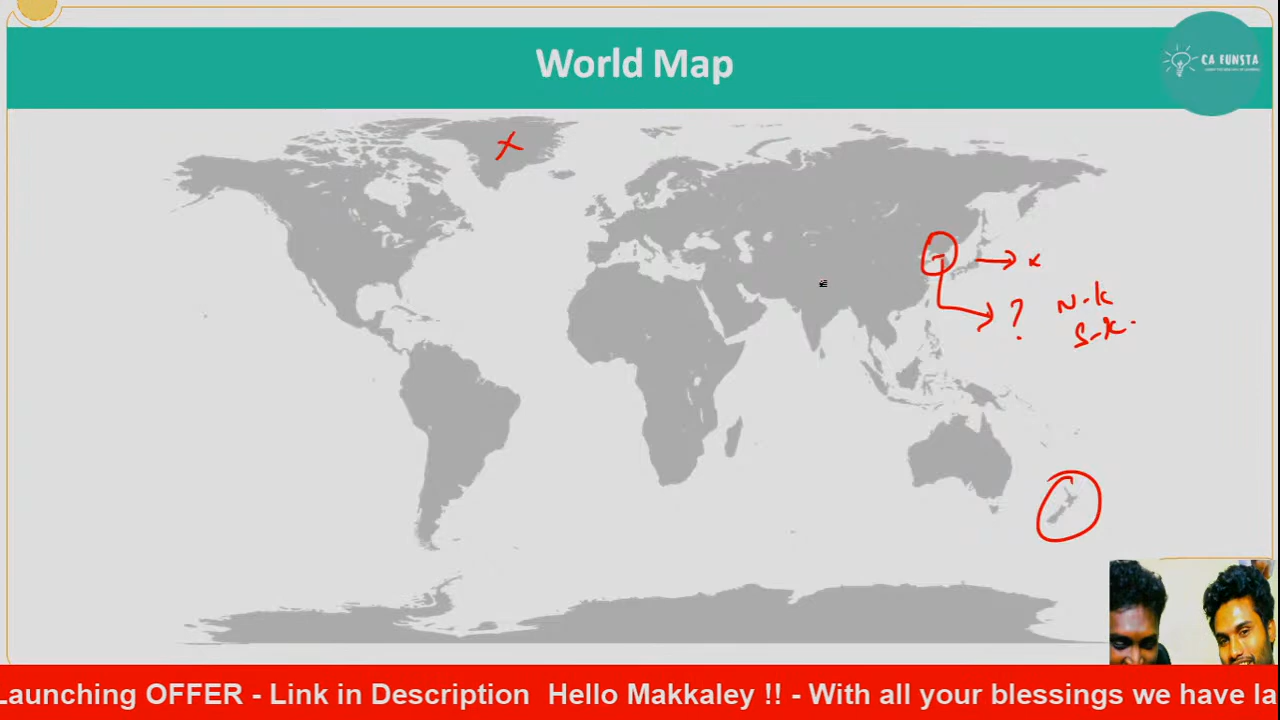 World Map
CA FUNSTA
X
x
?
N-K
S-K.
Launching OFFER - Link in Description Hello Makkaley !! - With all your blessings we have la